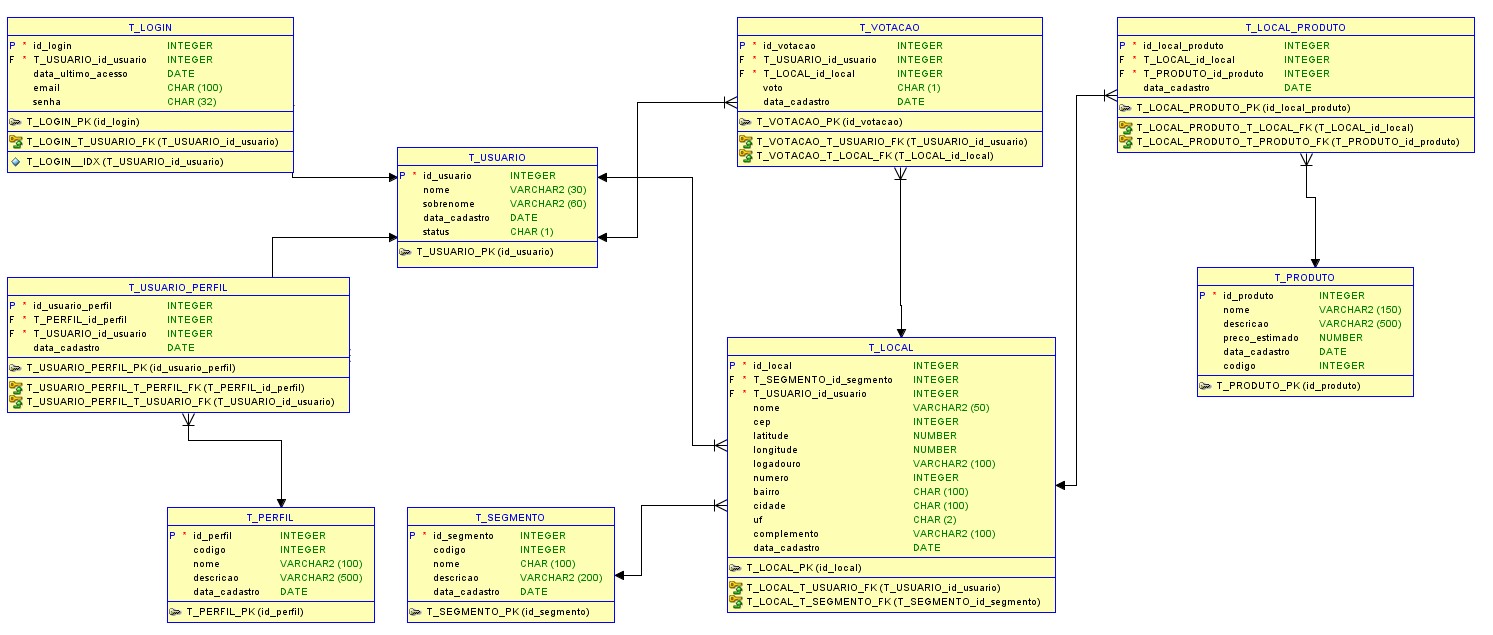 T_LOGIN
P * id_login INTEGER
F * T_USUARIO_id_usuario INTEGER
data_ultimo_acesso DATE
email CHAR (100)
senha CHAR (32)
T_LOGIN_PK (id_login)
T_LOGIN_T_USUARIO_FK (T_USUARIO_id_usuario)
T_LOGIN__IDX (T_USUARIO_id_usuario)
T_USUARIO
P * id_usuario INTEGER
nome VARCHAR2 (30)
sobrenome VARCHAR2 (60)
data_cadastro DATE
status CHAR (1)
T_USUARIO_PK (id_usuario)
T_VOTACAO
P * id_votacao INTEGER
F * T_USUARIO_id_usuario INTEGER
F * T_LOCAL_id_local INTEGER
voto CHAR (1)
data_cadastro DATE
T_VOTACAO_PK (id_votacao)
T_VOTACAO_T_USUARIO_FK (T_USUARIO_id_usuario)
T_VOTACAO_T_LOCAL_FK (T_LOCAL_id_local)
T_LOCAL_PRODUTO
P * id_local_produto INTEGER
F * T_LOCAL_id_local INTEGER
F * T_PRODUTO_id_produto INTEGER
data_cadastro DATE
T_LOCAL_PRODUTO_PK (id_local_produto)
T_LOCAL_PRODUTO_T_LOCAL_FK (T_LOCAL_id_local)
T_LOCAL_PRODUTO_T_PRODUTO_FK (T_PRODUTO_id_produto)
T_USUARIO_PERFIL
P * id_usuario_perfil INTEGER
F * T_PERFIL_id_perfil INTEGER
F * T_USUARIO_id_usuario INTEGER
data_cadastro DATE
T_USUARIO_PERFIL_PK (id_usuario_perfil)
T_USUARIO_PERFIL_T_PERFIL_FK (T_PERFIL_id_perfil)
T_USUARIO_PERFIL_T_USUARIO_FK (T_USUARIO_id_usuario)
T_PRODUTO
P * id_produto INTEGER
nome VARCHAR2 (150)
descricao VARCHAR2 (500)
preco_estimado NUMBER
data_cadastro DATE
codigo INTEGER
T_PRODUTO_PK (id_produto)
T_LOCAL
P * id_local INTEGER
F * T_SEGMENTO_id_segmento INTEGER
F * T_USUARIO_id_usuario INTEGER
nome VARCHAR2 (50)
cep INTEGER
latitude NUMBER
longitude NUMBER
logadouro VARCHAR2 (100)
numero INTEGER
bairro CHAR (100)
cidade CHAR (100)
uf CHAR (2)
complemento VARCHAR2 (100)
data_cadastro DATE
T_LOCAL_PK (id_local)
T_LOCAL_T_USUARIO_FK (T_USUARIO_id_usuario)
T_LOCAL_T_SEGMENTO_FK (T_SEGMENTO_id_segmento)
T_PERFIL
P * id_perfil INTEGER
codigo INTEGER
nome VARCHAR2 (100)
descricao VARCHAR2 (500)
data_cadastro DATE
T_PERFIL_PK (id_perfil)
T_SEGMENTO
P * id_segmento INTEGER
codigo INTEGER
nome CHAR (100)
descricao VARCHAR2 (200)
data_cadastro DATE
T_SEGMENTO_PK (id_segmento)